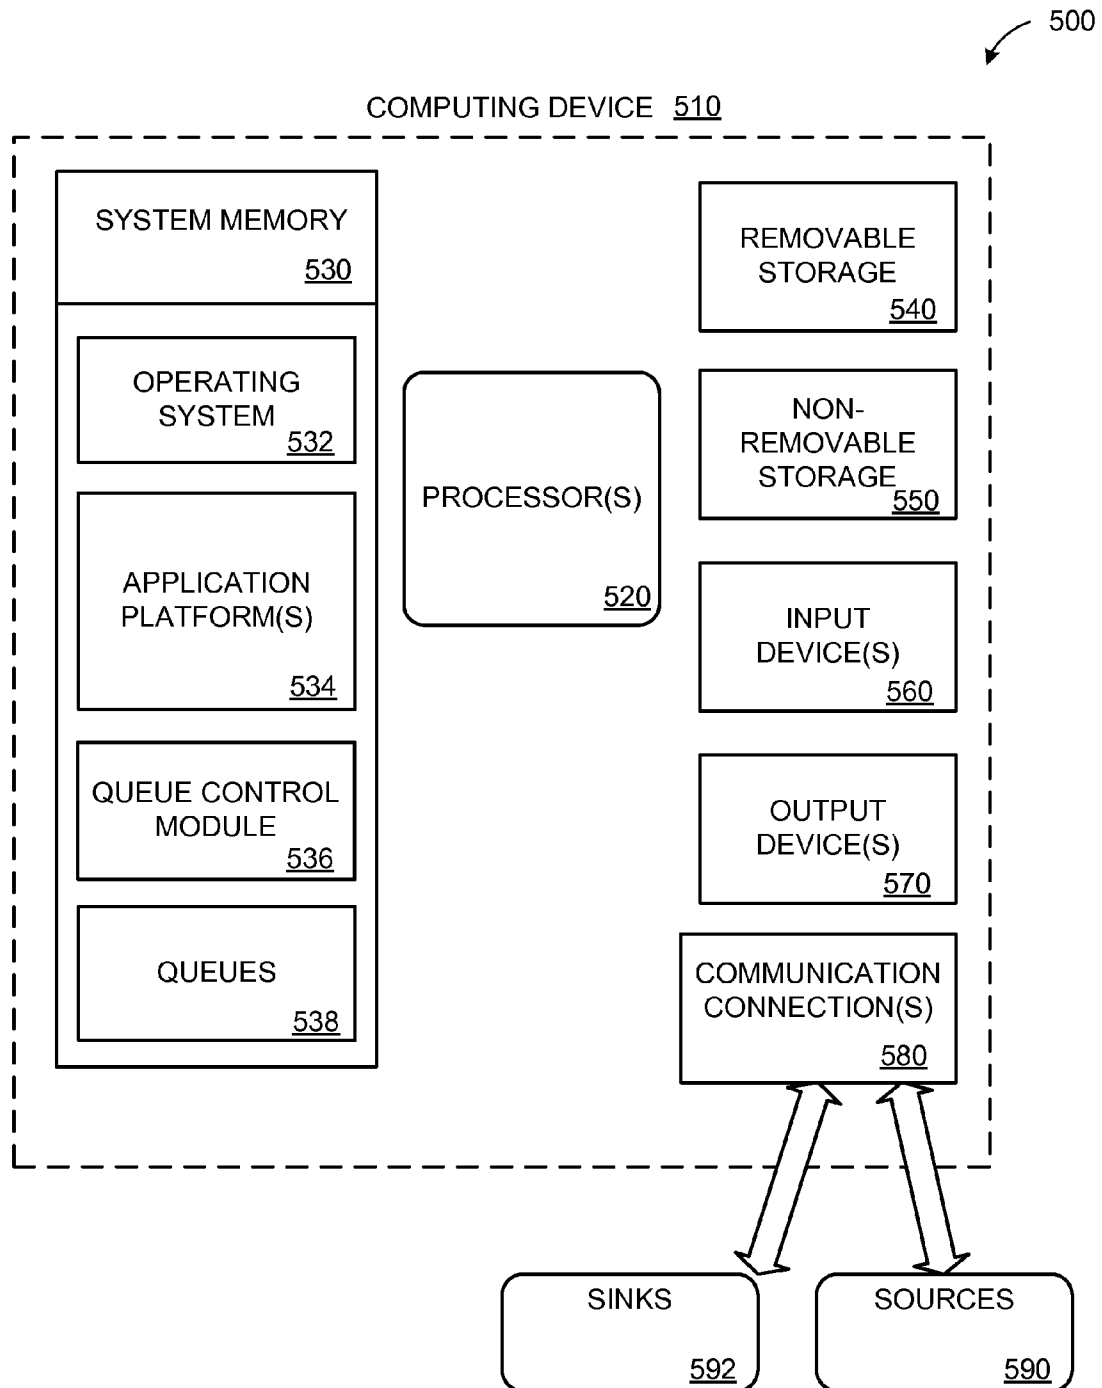 500
COMPUTING DEVICE 510
SYSTEM MEMORY
530
OPERATING
SYSTEM
532
APPLICATION
PLATFORM(S)
534
QUEUE CONTROL
MODULE
536
QUEUES
538
PROCESSOR(S)
520
REMOVABLE
STORAGE
540
NON-
REMOVABLE
STORAGE
550
INPUT
DEVICE(S)
560
OUTPUT
DEVICE(S)
570
COMMUNICATION
CONNECTION(S)
580
SINKS
592
SOURCES
590